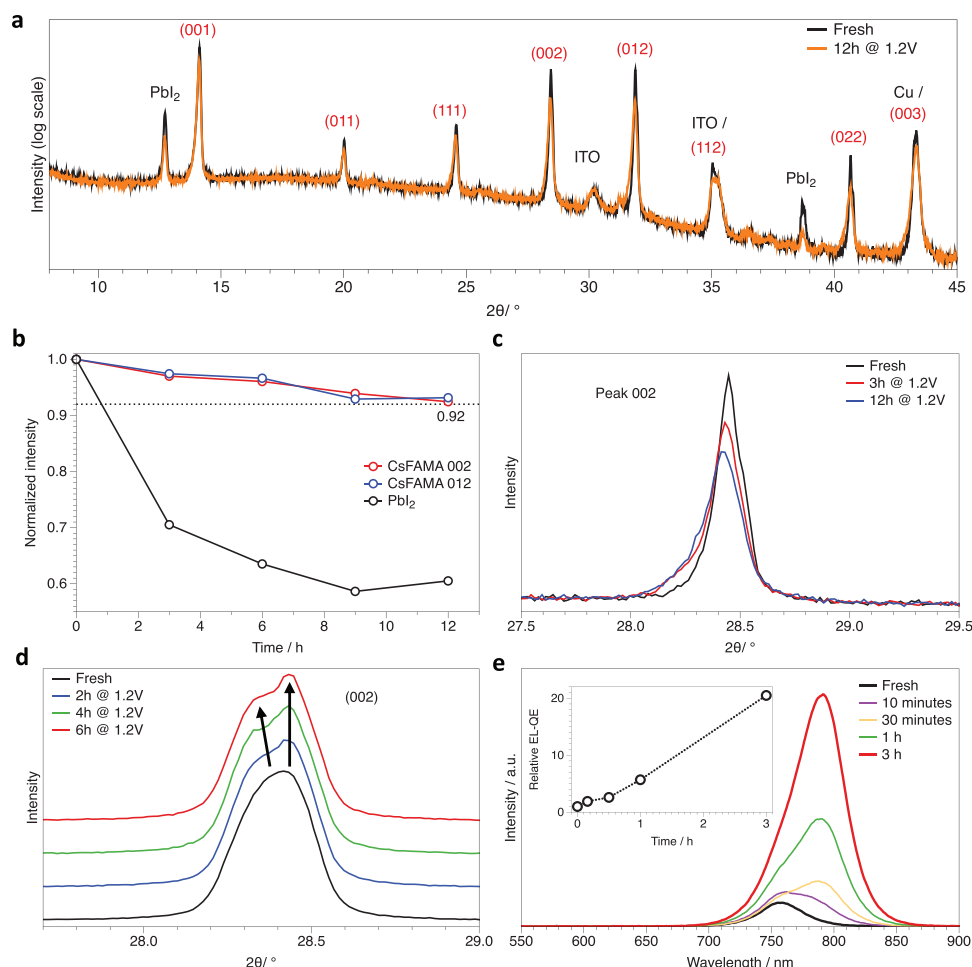 a
(001)
Fresh
12h @ 1.2V
(002)
(012)
PbI₂
Cu /
(003)
(011)
(111)
ITO /
(112)
ITO
(022)
PbI₂
Intensity (log scale)
10 15 20 25 30 35 40 45
2θ/ °
b
1.0
0.9
0.8
0.7
0.6
0.92
CsFAMA 002
CsFAMA 012
PbI₂
Normalized intensity
0 2 4 6 8 10 12
Time / h
c
Peak 002
Fresh
3h @ 1.2V
12h @ 1.2V
Intensity
27.5 28.0 28.5 29.0 29.5
2θ/ °
d
Fresh
2h @ 1.2V
4h @ 1.2V
6h @ 1.2V
(002)
Intensity
28.0 28.5 29.0
2θ/ °
e
20
10
0
Relative EL-QE
0 1 2 3
Time / h
Fresh
10 minutes
30 minutes
1 h
3 h
Intensity / a.u.
550 600 650 700 750 800 850 900
Wavelength / nm